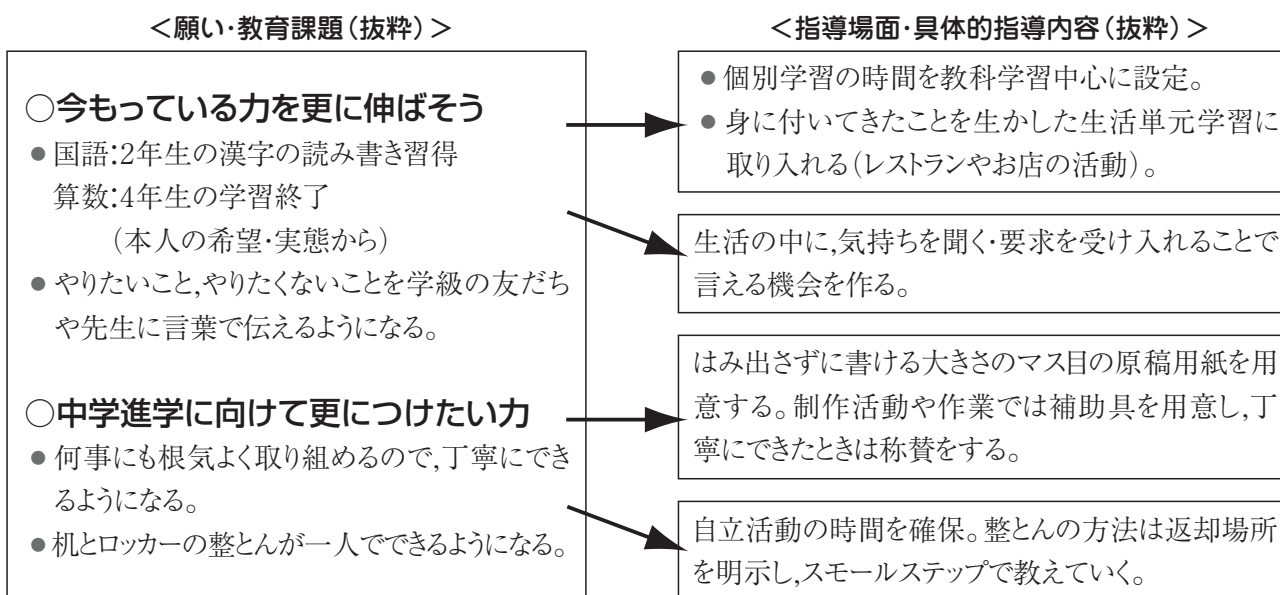 ＜願い・教育課題（抜粋）＞
○今もっている力を更に伸ばそう
●国語：2年生の漢字の読み書き習得
算数：4年生の学習終了
（本人の希望・実態から）
●やりたいこと，やりたくないことを学級の友だち
や先生に言葉で伝えるようになる。
○中学進学に向けて更につけたい力
●何事にも根気よく取り組めるので，丁寧にでき
るようになる。
●机とロッカーの整とんが一人でできるようになる。
＜指導場面・具体的指導内容（抜粋）＞
●個別学習の時間を教科学習中心に設定。
●身に付いてきたことを生かした生活単元学習に
取り入れる（レストランやお店の活動）。
生活の中に，気持ちを聞く・要求を受け入れることで
言える機会を作る。
はみ出さずに書ける大きさのマス目の原稿用紙を用
意する。制作活動や作業では補助具を用意し，丁
寧にできたときは称賛をする。
自立活動の時間を確保。整とんの方法は返却場所
を明示し，スモールステップで教えていく。